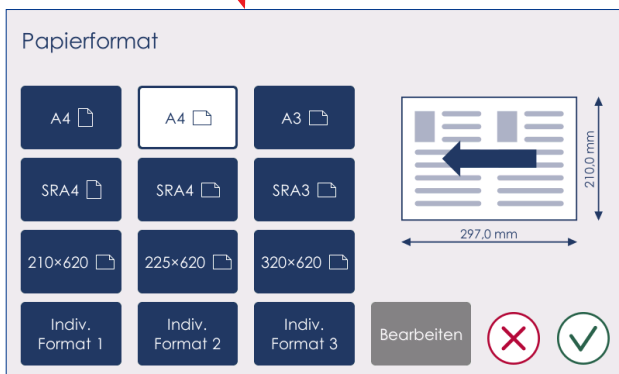 Papierformat
A4
A4
A3
SRA4
SRA4
SRA3
210×620
225×620
320×620
Indiv.
Format 1
Indiv.
Format 2
Indiv.
Format 3
Bearbeiten
210,0 mm
297,0 mm